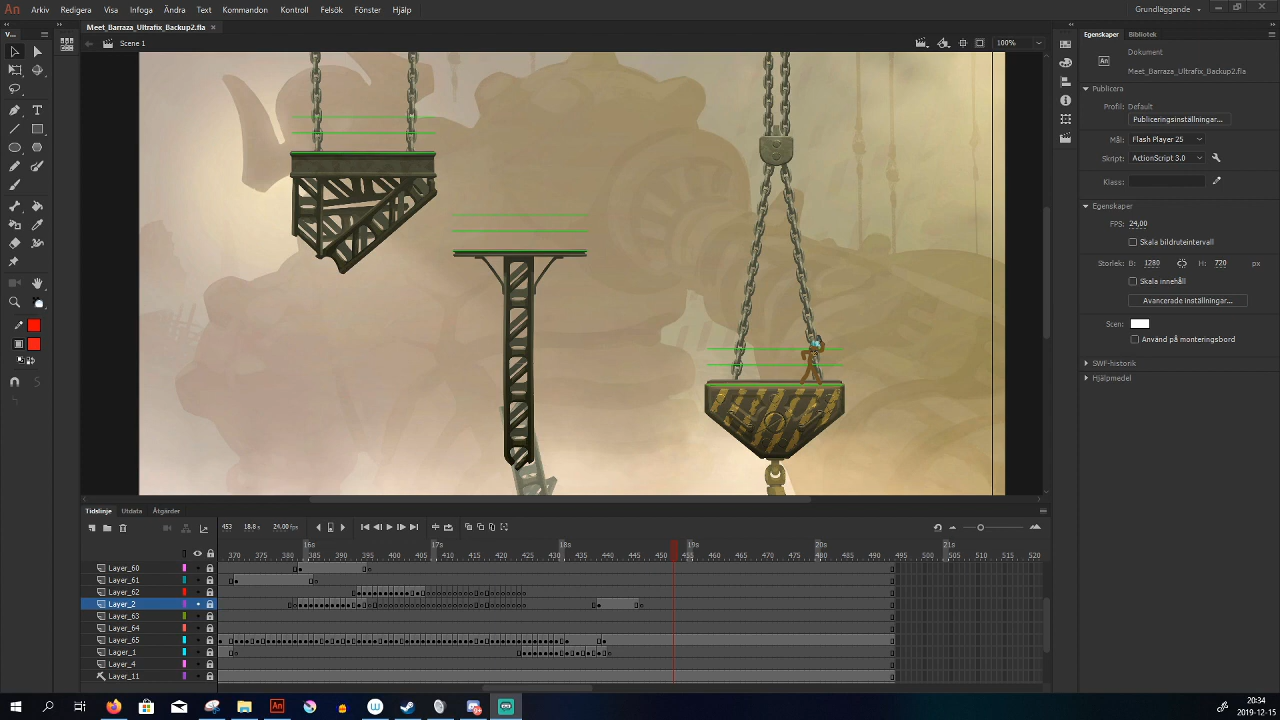 An Arkiv Redigera Visa Infoga Ändra Text Kommandon Kontroll Felsök Fönster Hjälp Grundläggande
Meet_Barraza_Ultrafix_Backup2.fla ×
Scene 1 100%
Egenskaper Bibliotek
Dokument
An Meet_Barraza_Ultrafix_Backup2.fla
Publicera
Profil: Default
Publiceringsinställningar...
Mål: Flash Player 25
Skript: ActionScript 3.0
Klass:
Egenskaper
FPS: 24,00
Skala bildruteintervall
Storlek: B: 1280 H: 720 px
Skala innehåll
Avancerade inställningar...
Scen:
Använd på monteringsbord
SWF-historik
Hjälpmedel
Tidslinje Utdata Åtgärder
453 18.8 s 24.00 fps
16s 17s 18s 19s 20s 21s
370 375 380 385 390 395 400 405 410 415 420 425 430 435 440 445 450 455 460 465 470 475 480 485 490 495 500 505 510 515 520
Layer_60
Layer_61
Layer_62
Layer_2
Layer_63
Layer_64
Layer_65
Lager_1
Layer_4
Layer_11
An
20:34
2019-12-15